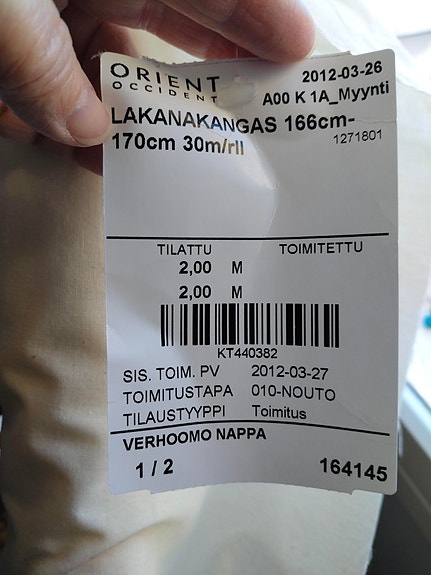 ORIENT
OCCIDENT
2012-03-26
A00 K 1A_Myynti
LAKANAKANGAS 166cm-
170cm 30m/rll
1271801
TILATTU TOIMITETTU
2,00 M
2,00 M
KT440382
SIS. TOIM. PV 2012-03-27
TOIMITUSTAPA 010-NOUTO
TILAUSTYYPPI Toimitus
VERHOOMO NAPPA
1 / 2 164145